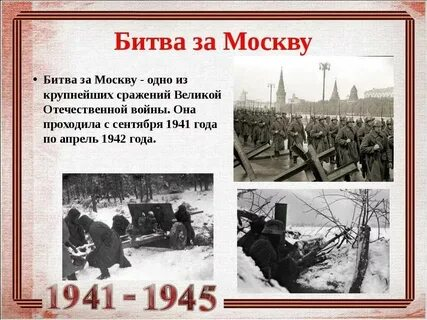 Битва за Москву
• Битва за Москву - одно из
крупнейших сражений Великой
Отечественной войны. Она
проходила с сентября 1941 года
по апрель 1942 года.
1941 - 1945